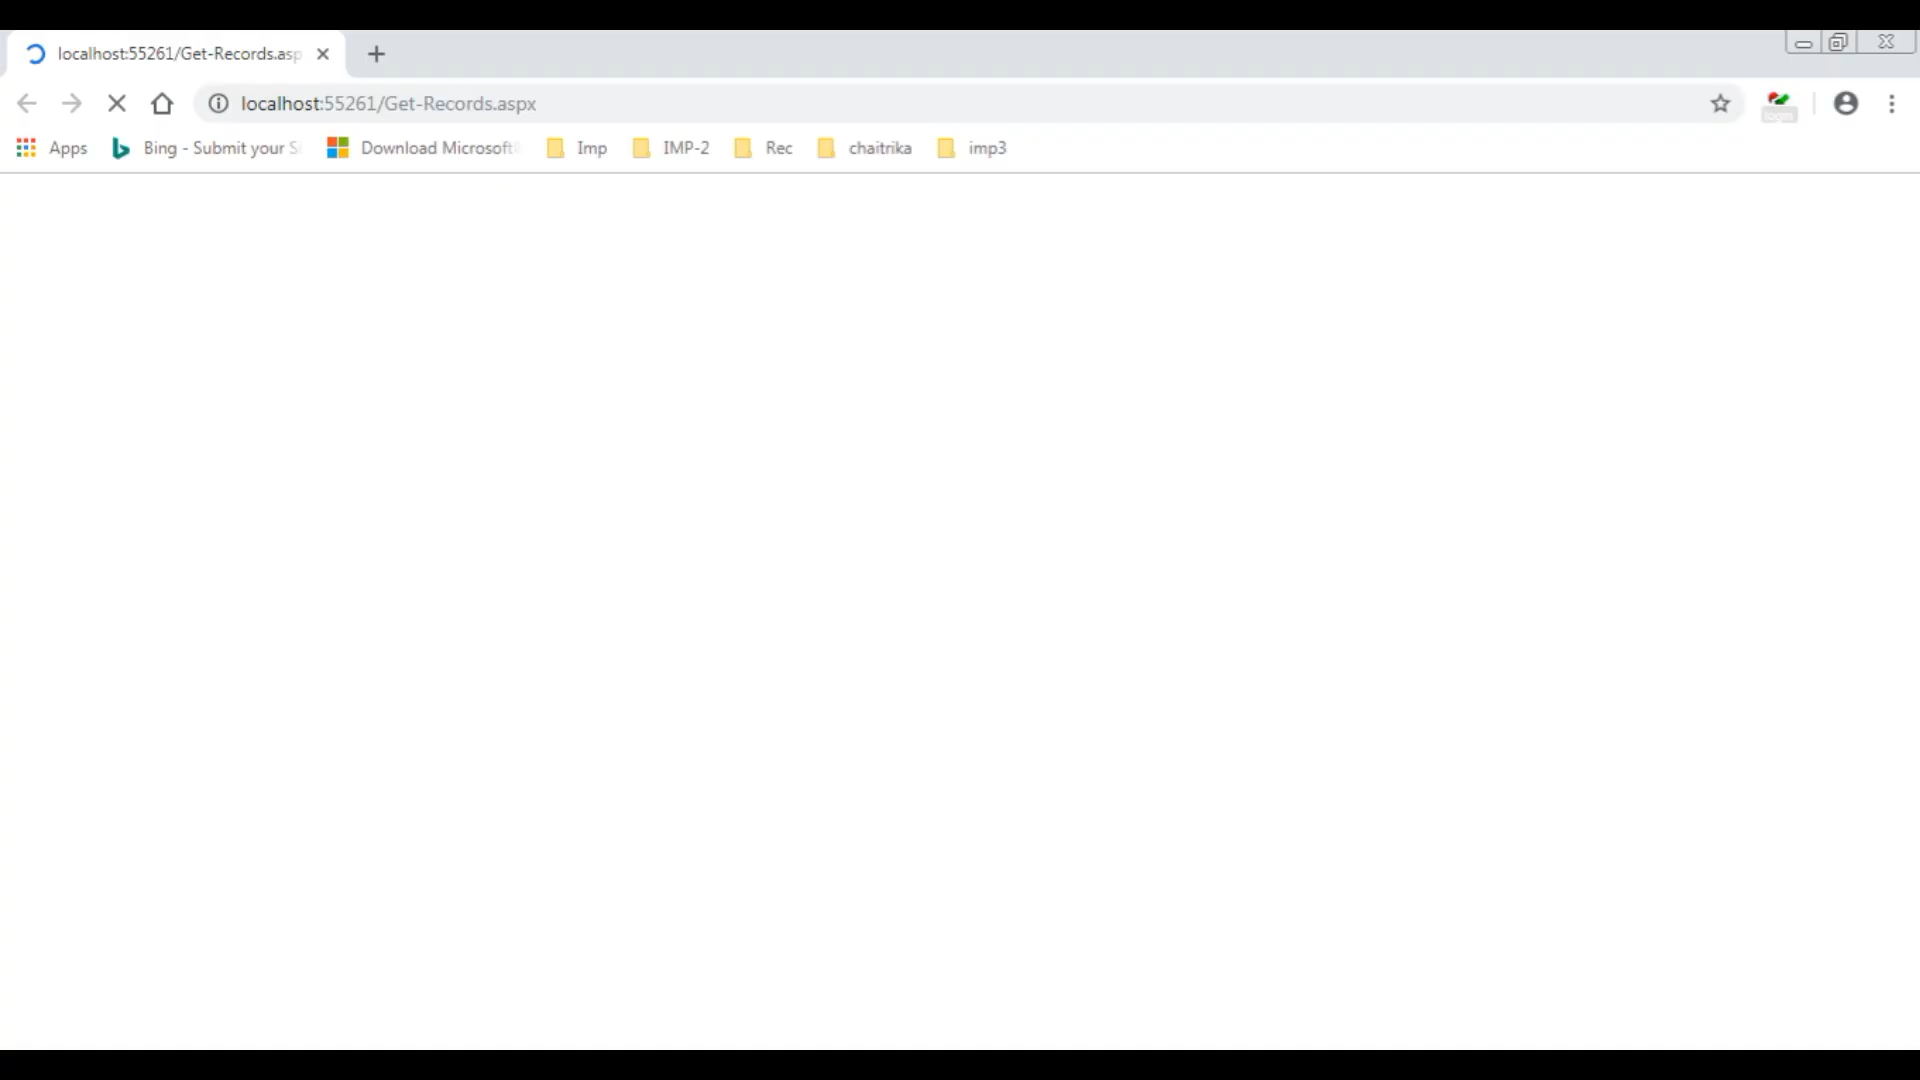 localhost:55261/Get-Records.asp
localhost:55261/Get-Records.aspx
Apps Bing - Submit your S Download Microsoft Imp IMP-2 Rec chaitrika imp3